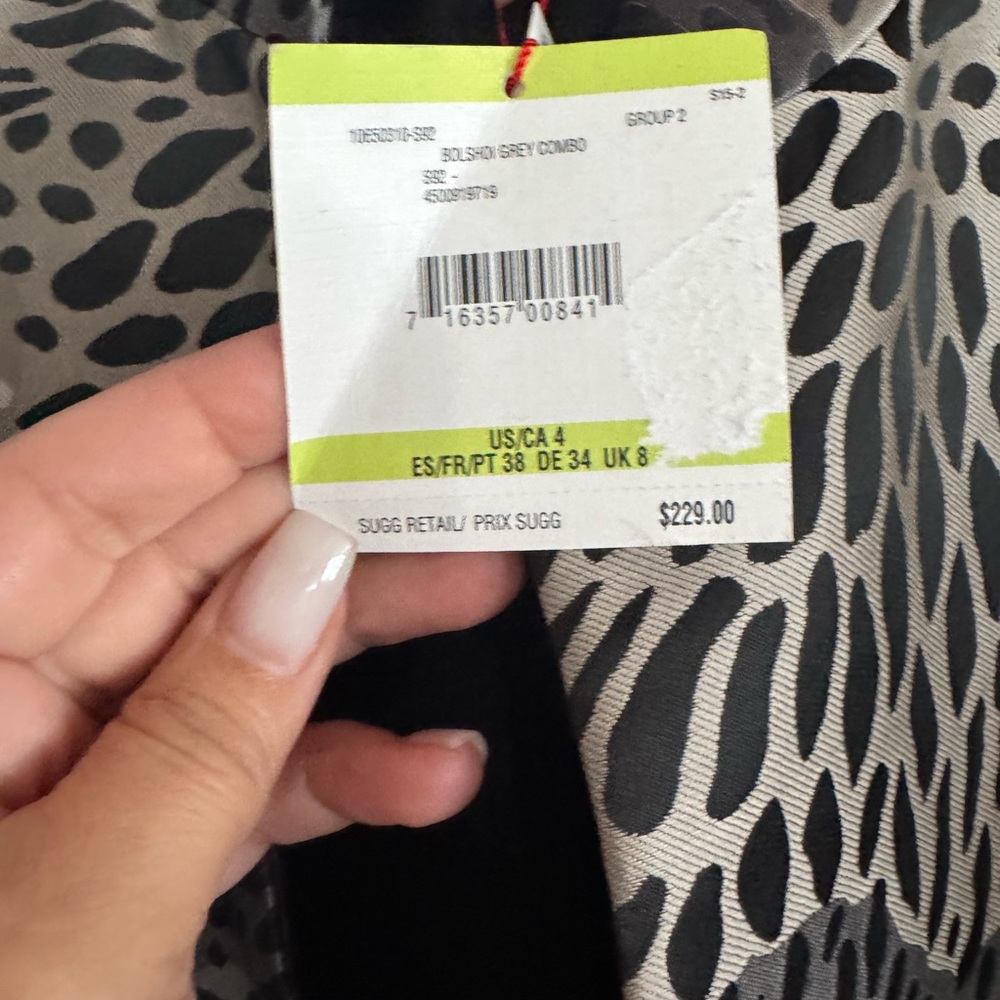 S15-2
GROUP 2
10650310-S92
BOLSHOI GREY COMBO
S92 -
4500919719
7 16357 00841
US/CA 4
ES/FR/PT 38 DE 34 UK 8
SUGG RETAIL/ PRIX SUGG $229.00